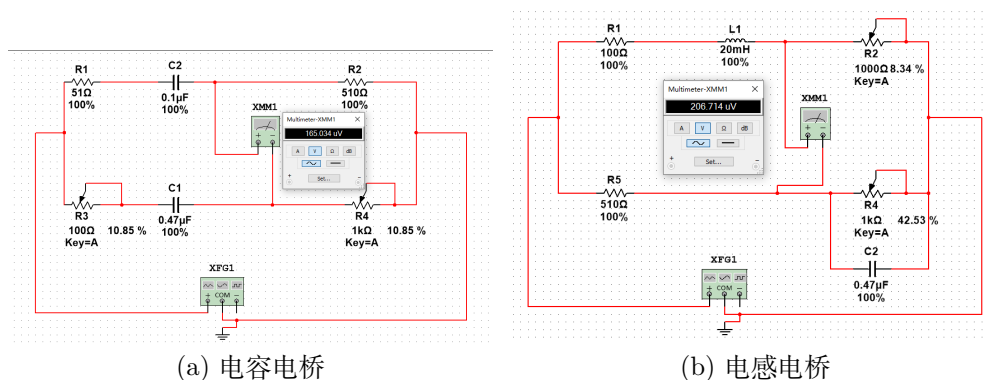 R1
51Ω
100%
C2
0.1µF
100%
R2
510Ω
100%
XMM1
Multimeter-XMM1
165.034 uV
A V Ω dB
+ Set... -
R3
100Ω
Key=A
10.85 %
C1
0.47µF
100%
R4
1kΩ
Key=A
10.85 %
XFG1
+ COM -
(a) 电容电桥
R1
100Ω
100%
L1
20mH
100%
R2
1000Ω 8.34 %
Key=A
XMM1
Multimeter-XMM1
206.714 uV
A V Ω dB
+ Set... -
R5
510Ω
100%
R4
1kΩ 42.53 %
Key=A
C2
0.47µF
100%
XFG1
+ COM -
(b) 电感电桥